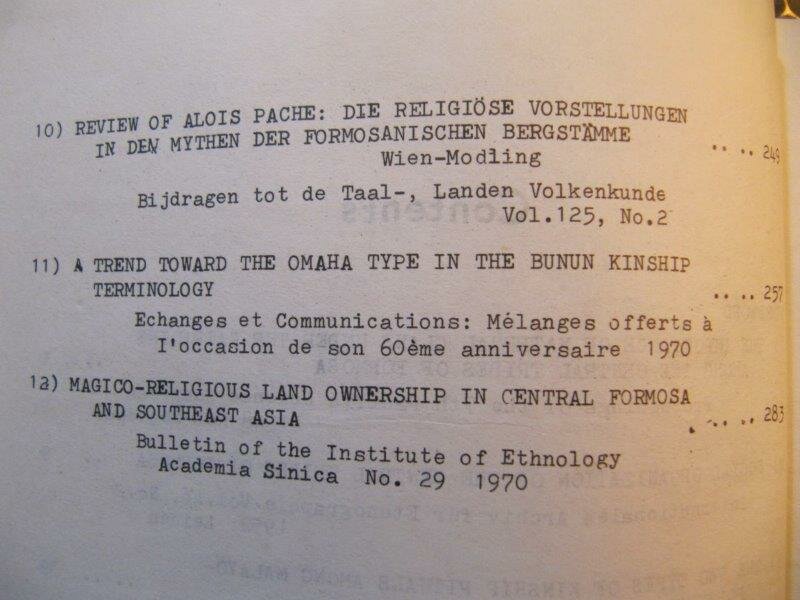 10) REVIEW OF ALOIS PACHE: DIE RELIGIÖSE VORSTELLUNGEN
IN DEN MYTHEN DER FORMOSANISCHEN BERGSTÄMME .. .. 249
Wien-Modling
Bijdragen tot de Taal-, Landen Volkenkunde
Vol.125, No.2
11) A TREND TOWARD THE OMAHA TYPE IN THE BUNUN KINSHIP
TERMINOLOGY .. .. 257
Echanges et Communications: Mélanges offerts à
I'occasion de son 60ème anniversaire 1970
12) MAGICO-RELIGIOUS LAND OWNERSHIP IN CENTRAL FORMOSA
AND SOUTHEAST ASIA .. .. 283
Bulletin of the Institute of Ethnology
Academia Sinica No. 29 1970